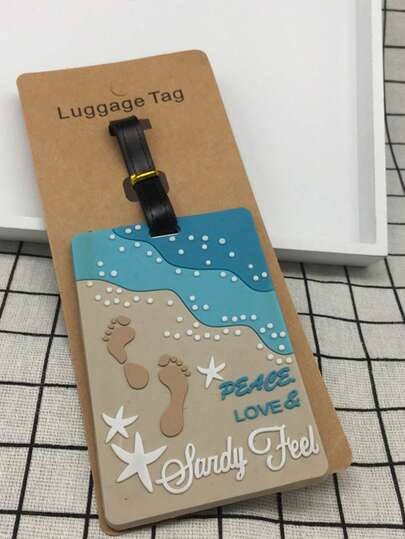 Luggage Tag
PEACE.
LOVE &
Sandy Feel